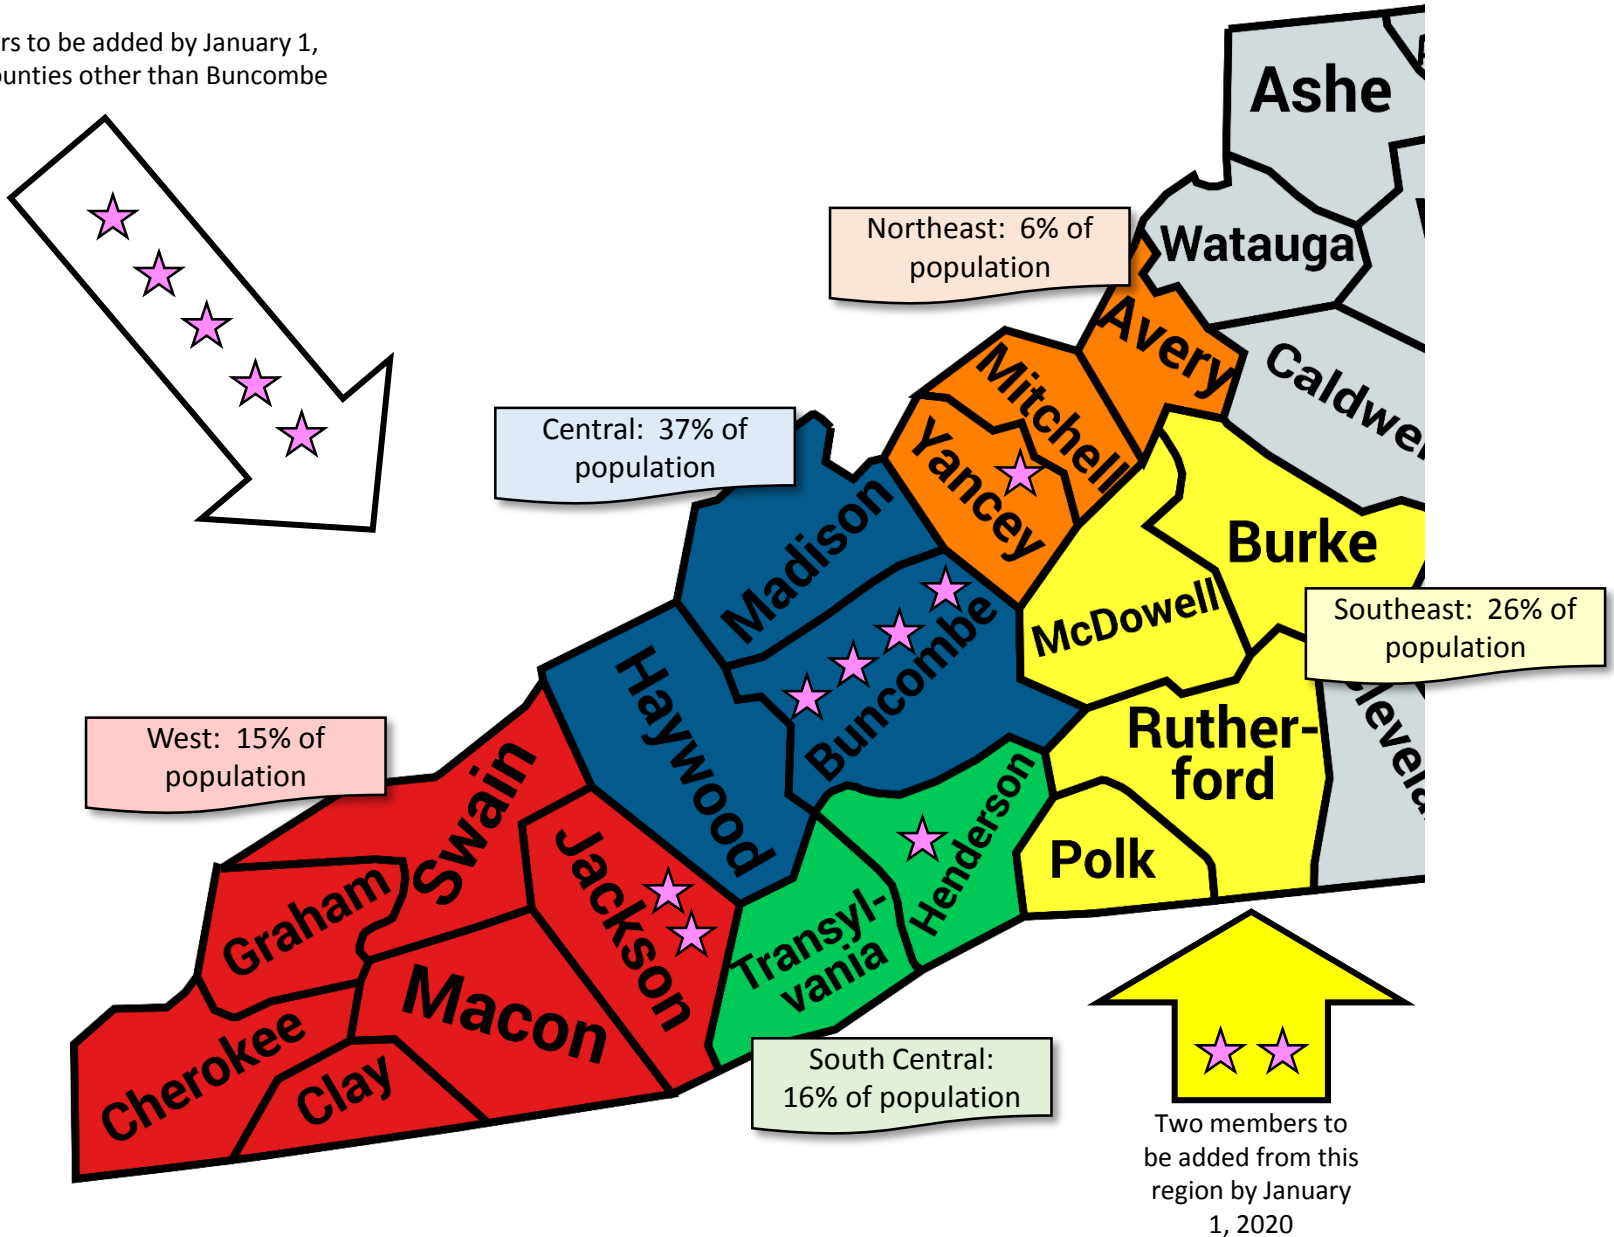 to be added by January 1,
other than Buncombe
Ashe
Northeast: 6% of
population
Watauga
Avery
Mitchell
Central: 37% of
population
Yancey
Madison
Burke
McDowell
Southeast: 26% of
population
Buncombe
Haywood
Ruther-
ford
West: 15% of
population
Swain
Henderson
Polk
Jackson
Graham
Transyl-
vania
Macon
Cherokee
Clay
South Central:
16% of population
Two members to
be added from this
region by January
1, 2020